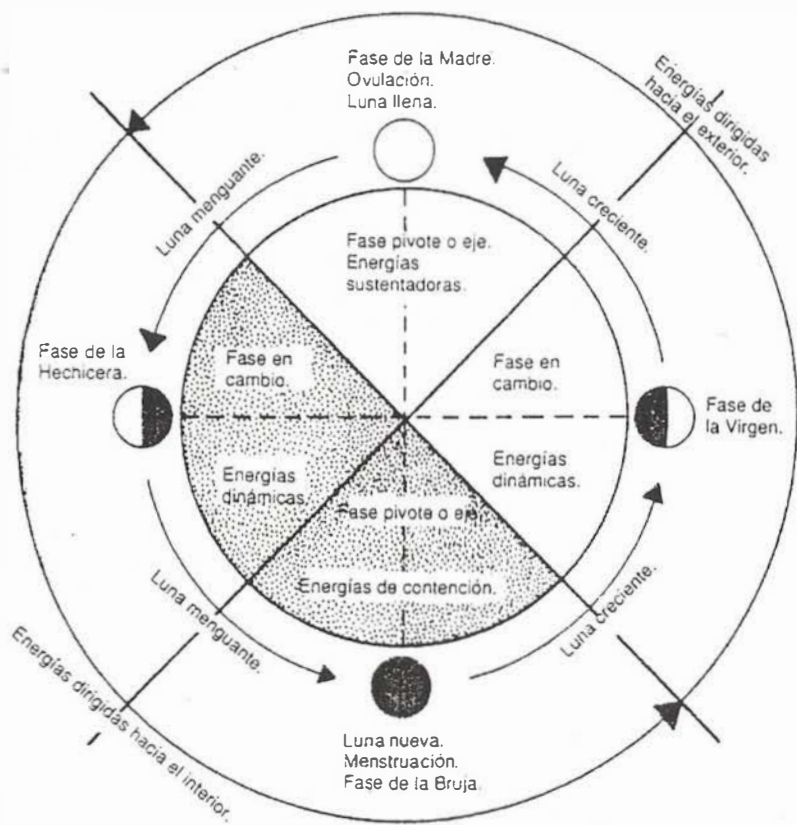 Fase de la Madre.
Ovulación.
Luna llena.
Energías dirigidas
hacia el exterior.
Luna menguante.
Luna creciente.
Fase pivote o eje.
Energías
sustentadoras.
Fase de la
Hechicera.
Fase en
cambio.
Fase en
cambio.
Fase de
la Virgen.
Energías
dinámicas.
Energías
dinámicas.
Fase pivote o eje
Energías de contención.
Luna menguante.
Luna creciente.
Energías dirigidas hacia el interior.
Luna nueva.
Menstruación.
Fase de la Bruja.